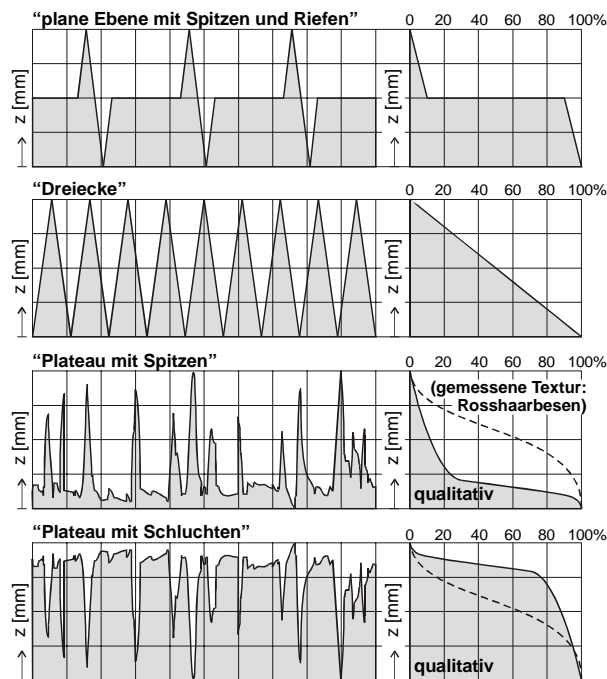 “plane Ebene mit Spitzen und Riefen”
0 20 40 60 80 100%
z [mm]
z [mm]
“Dreiecke”
0 20 40 60 80 100%
z [mm]
z [mm]
“Plateau mit Spitzen”
0 20 40 60 80 100%
(gemessene Textur:
Rosshaarbesen)
z [mm]
z [mm]
qualitativ
“Plateau mit Schluchten”
0 20 40 60 80 100%
z [mm]
z [mm]
qualitativ